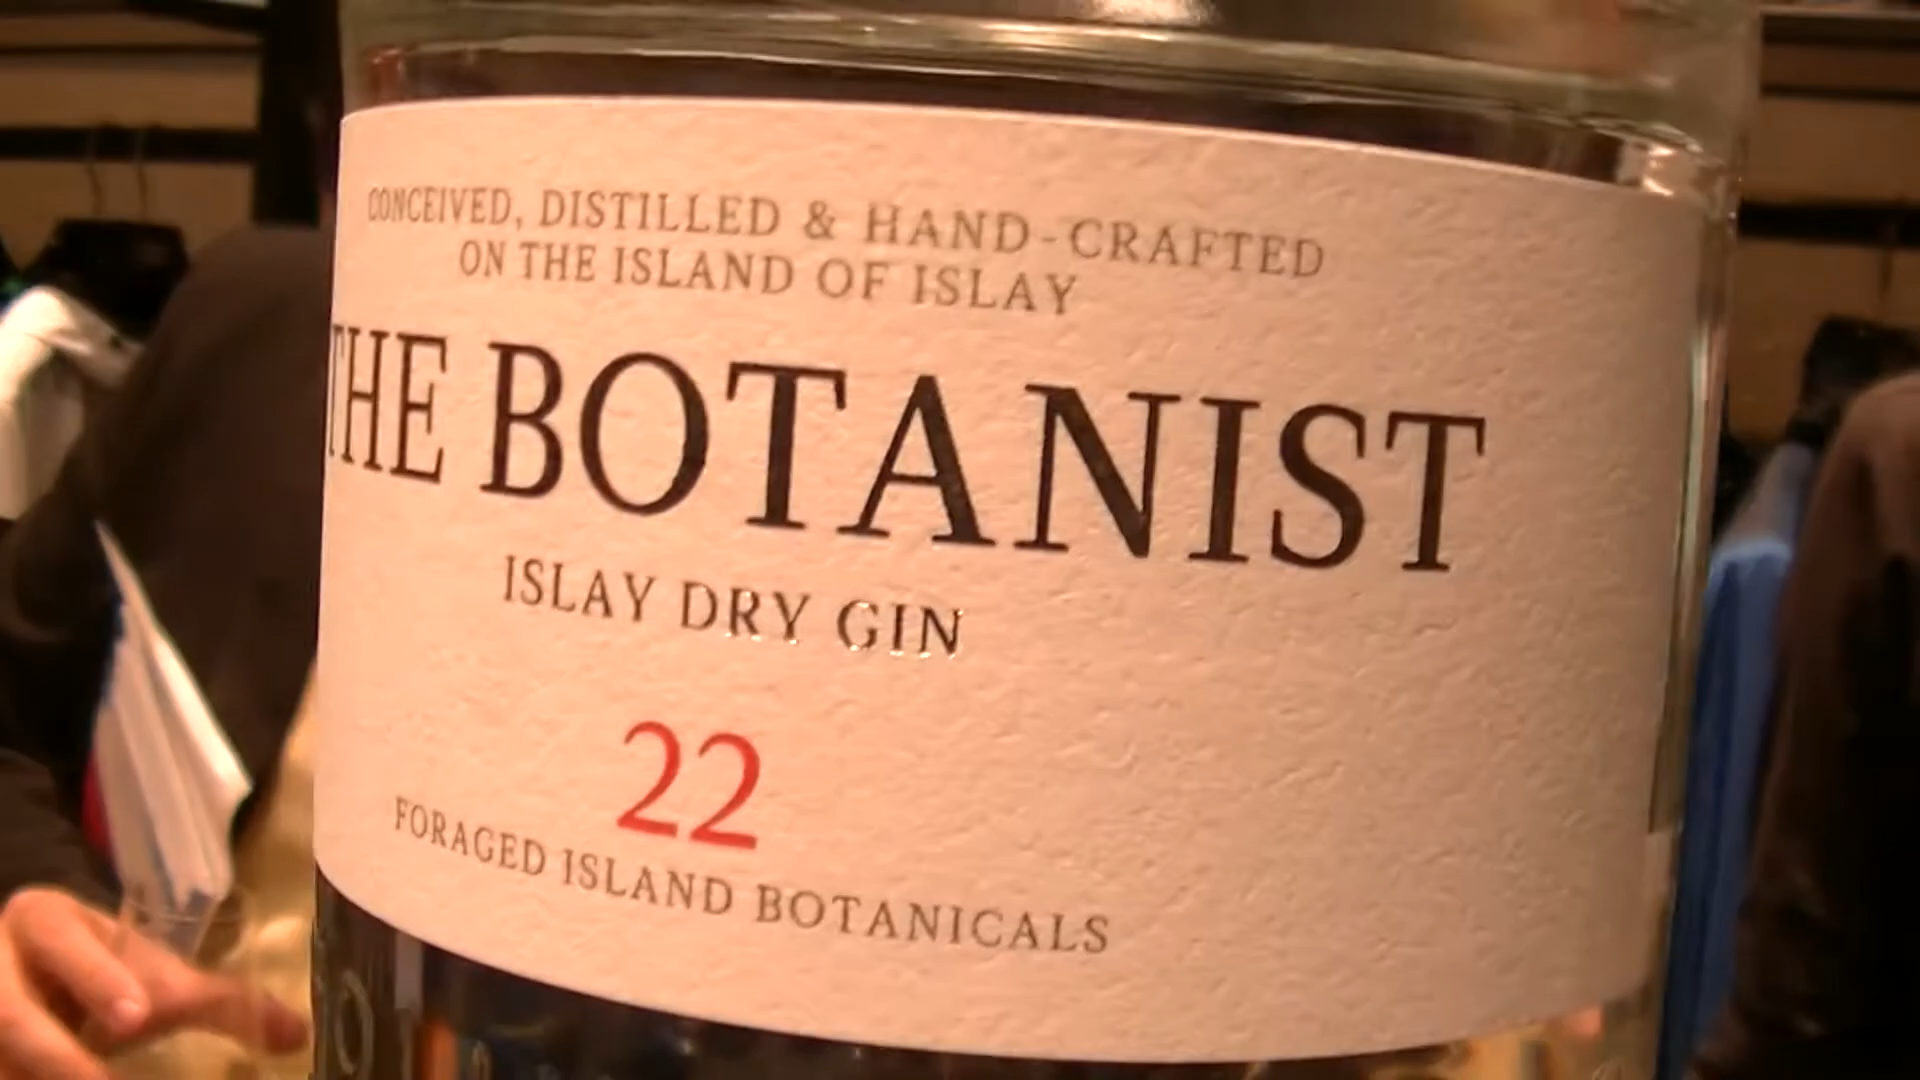 CONCEIVED, DISTILLED & HAND-CRAFTED
ON THE ISLAND OF ISLAY
THE BOTANIST
ISLAY DRY GIN
22
FORAGED ISLAND BOTANICALS